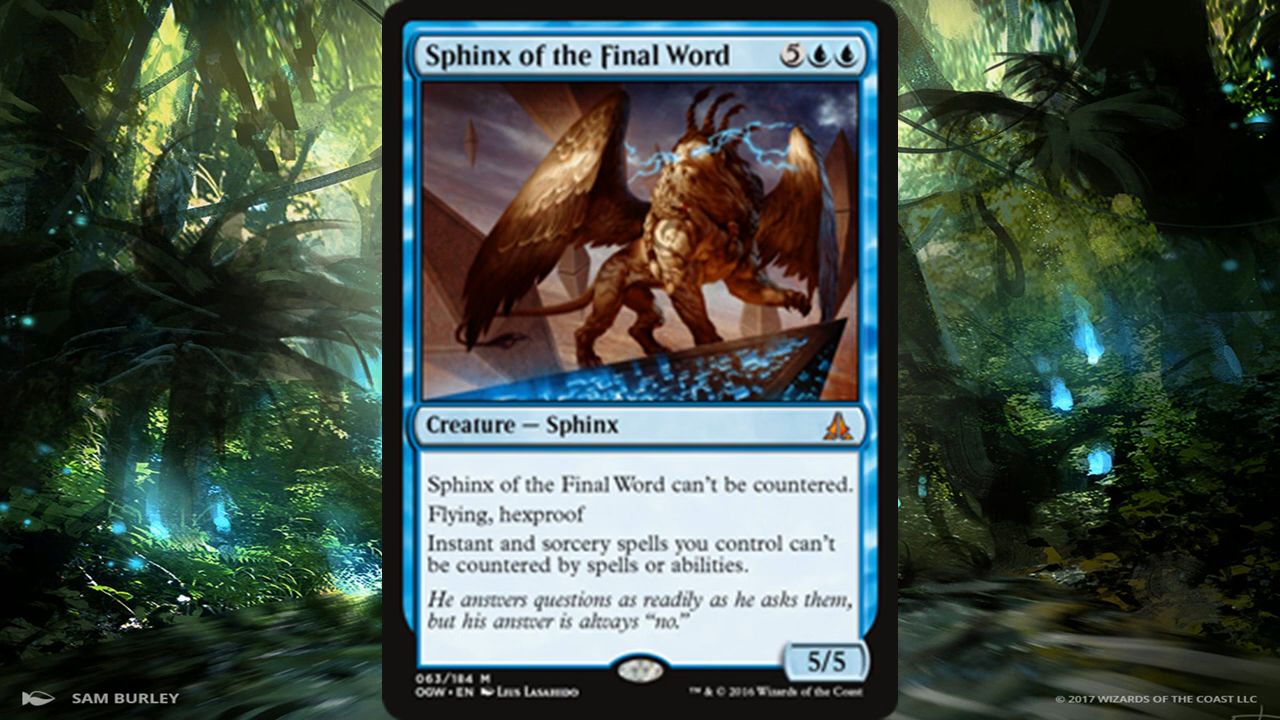 Sphinx of the Final Word 5
Creature — Sphinx
Sphinx of the Final Word can't be countered.
Flying, hexproof
Instant and sorcery spells you control can't
be countered by spells or abilities.
He answers questions as readily as he asks them,
but his answer is always “no.”
5/5
063/184 M
OGW • EN Lius Lasahido
™ & © 2016 Wizards of the Coast
SAM BURLEY
© 2017 WIZARDS OF THE COAST LLC